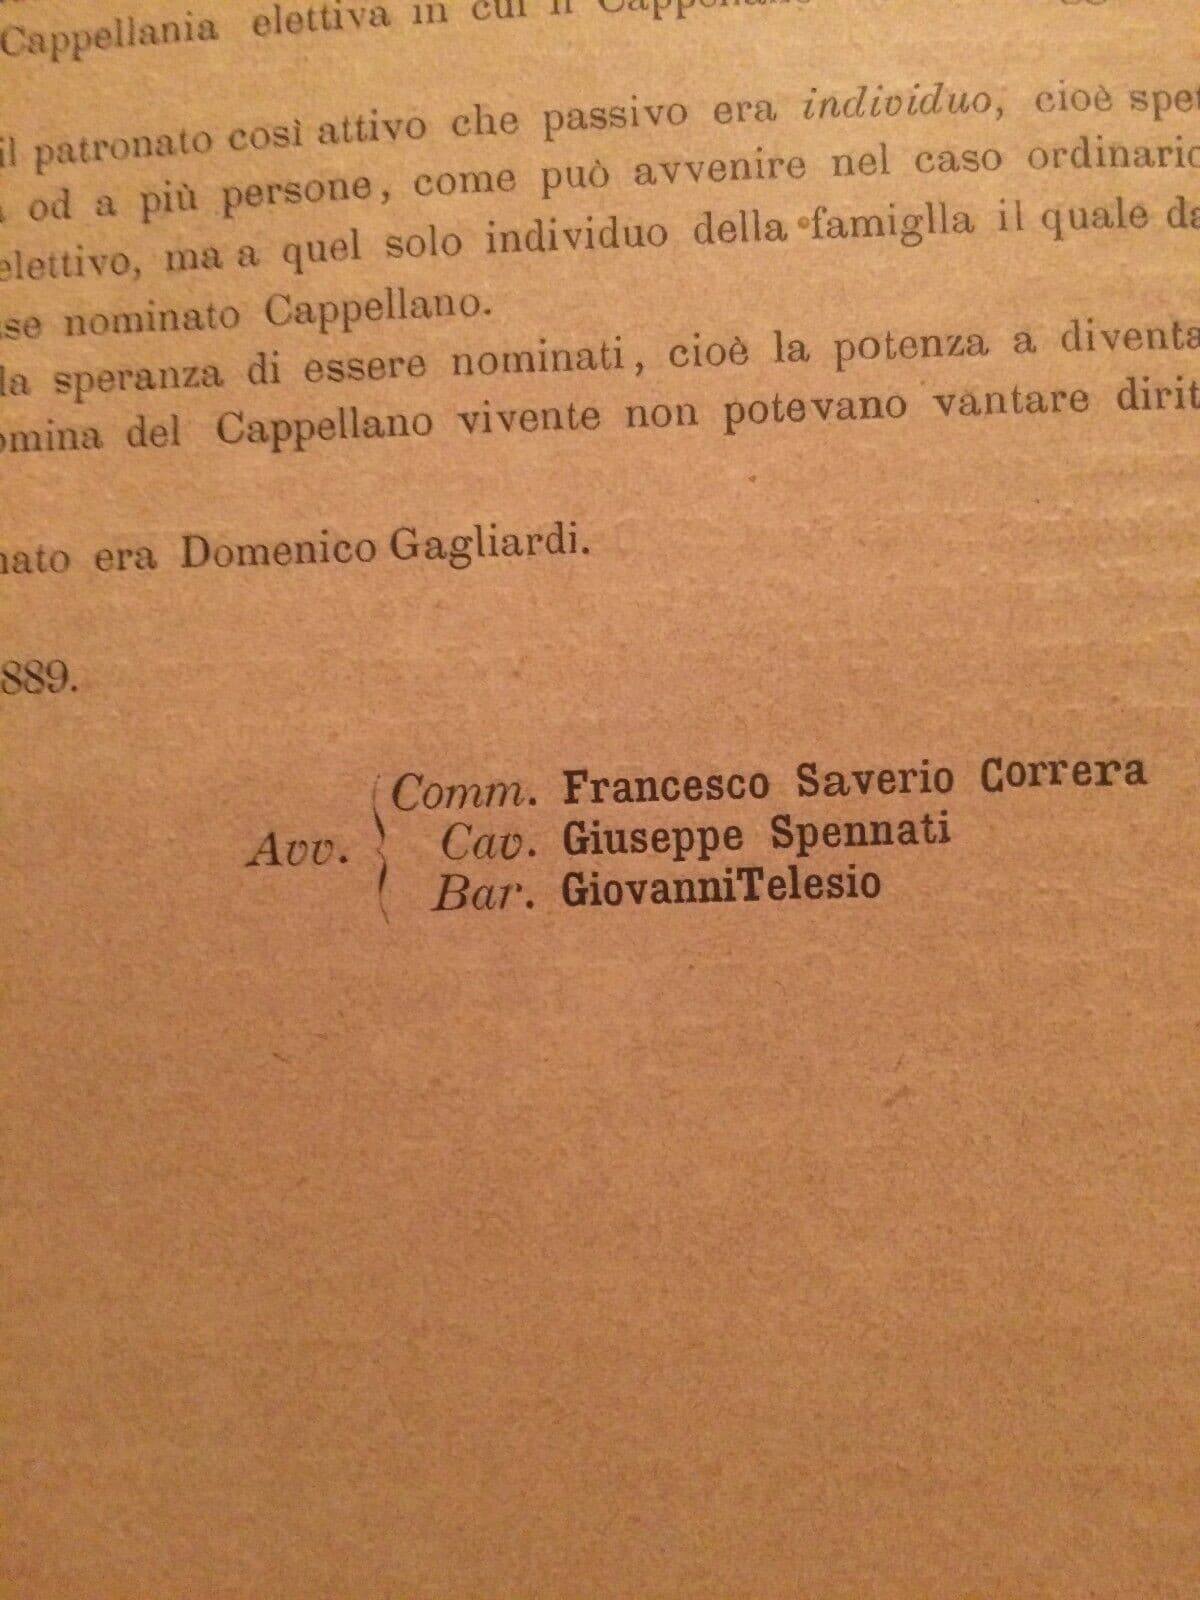 Cappellania elettiva in cui il
il patronato così attivo che passivo era individuo, cioè spet
od a più persone, come può avvenire nel caso ordinario
elettivo, ma a quel solo individuo della famiglla il quale da
se nominato Cappellano.
la speranza di essere nominati, cioè la potenza a diventa
omina del Cappellano vivente non potevano vantare dirit
nato era Domenico Gagliardi.
889.
Avv.
Comm. Francesco Saverio Correra
Cav. Giuseppe Spennati
Bar. GiovanniTelesio